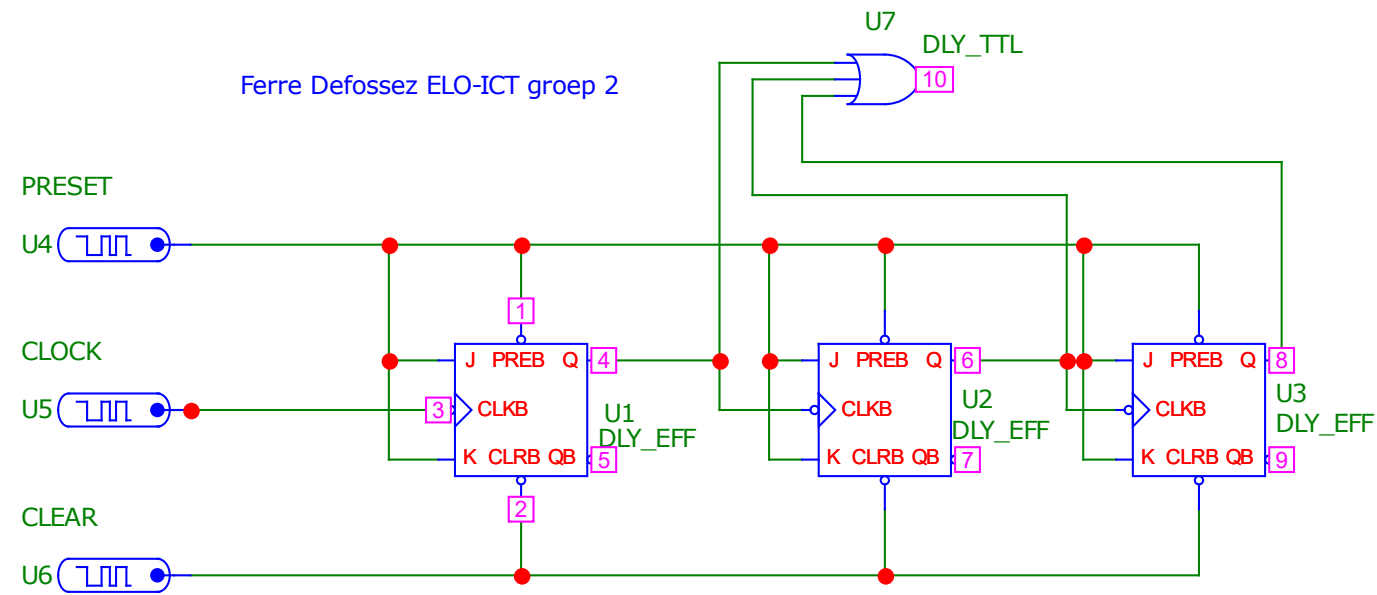 U7
DLY_TTL
10
Ferre Defossez ELO-ICT groep 2
PRESET
U4
1
J PREB Q 4
J PREB Q 6
J PREB Q 8
CLOCK
U5
3 CLKB
CLKB
CLKB
U1
DLY_EFF
U2
DLY_EFF
U3
DLY_EFF
K CLRB QB 5
K CLRB QB 7
K CLRB QB 9
2
CLEAR
U6